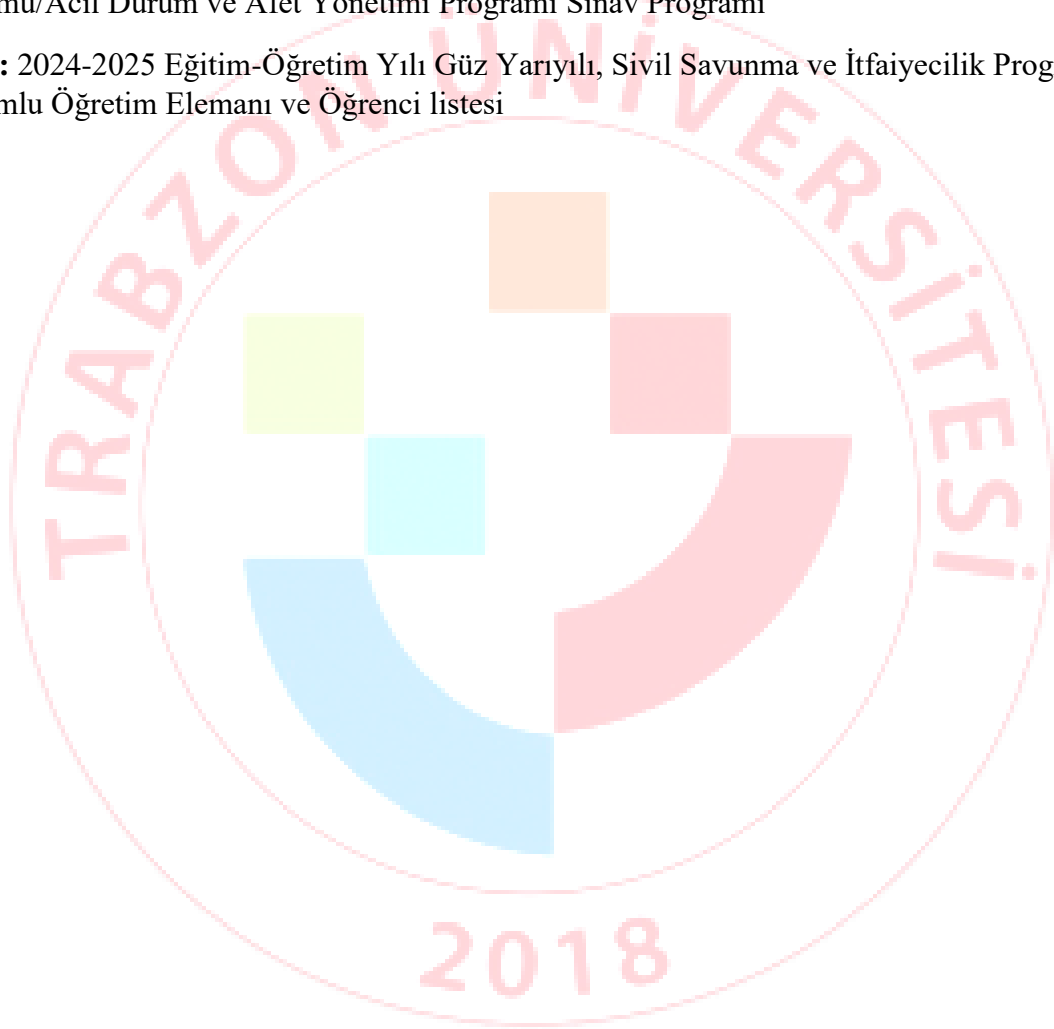 mu/Acil Durum ve Afet Yönetimi Programı Sınav Programı
: 2024-2025 Eğitim-Öğretim Yılı Güz Yarıyılı, Sivil Savunma ve İtfaiyecilik Prog
mlu Öğretim Elemanı ve Öğrenci listesi
TRABZON ÜNİVERSİTESİ
2018